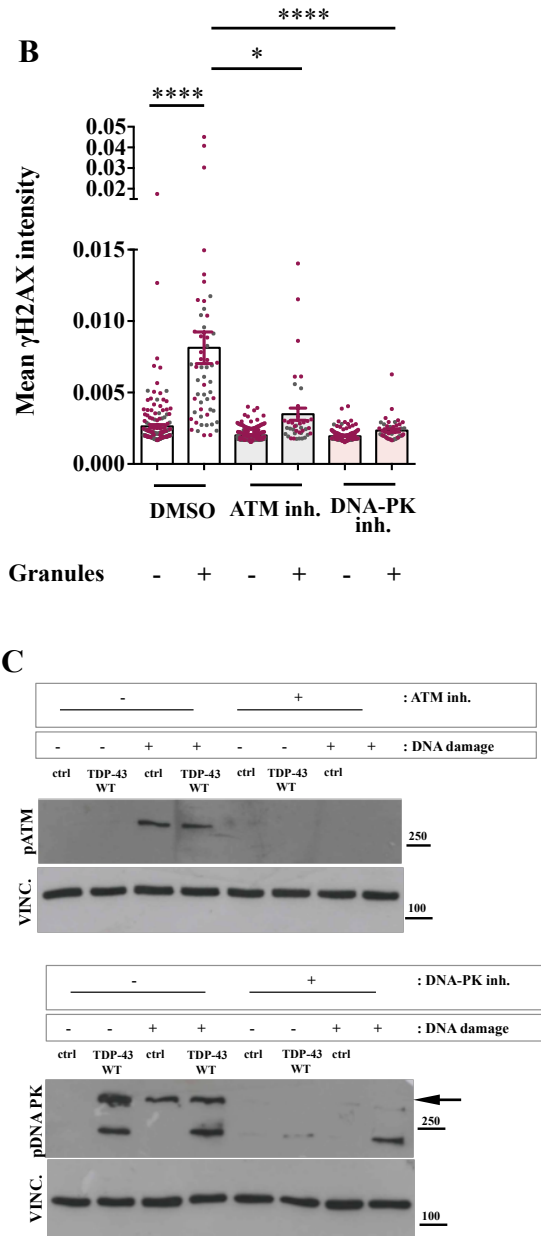 B
****
*
****
Mean γH2AX intensity
0.05
0.04
0.03
0.02
0.015
0.010
0.005
0.000
DMSO
ATM inh.
DNA-PK
inh.
Granules - + - + - +
C
- + : ATM inh.
- - + + - - + + : DNA damage
ctrl TDP-43 ctrl TDP-43 ctrl TDP-43 ctrl
WT WT WT
pATM
250
VINC.
100
- + : DNA-PK inh.
- - + + - - + + : DNA damage
ctrl TDP-43 ctrl TDP-43 ctrl TDP-43 ctrl
WT WT WT
pDNA PK
250
VINC.
100